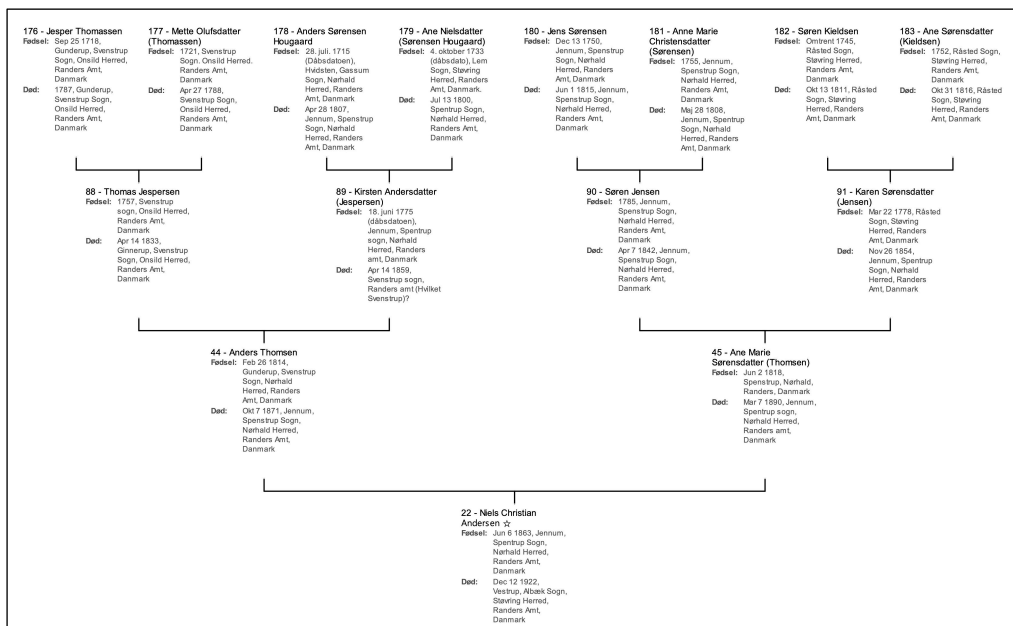 176 - Jesper Thomassen
Fødsel: Sep 25 1718,
Gunderup, Svenstrup
Sogn, Onsild Herred,
Randers Amt,
Danmark
Død: 1787, Gunderup,
Svenstrup Sogn,
Onsild Herred,
Randers Amt,
Danmark
177 - Mette Olufsdatter
(Thomassen)
Fødsel: 1721, Svenstrup
Sogn. Onsild Herred.
Randers Amt,
Danmark
Død: Apr 27 1788,
Svenstrup Sogn,
Onsild Herred,
Randers Amt,
Danmark
178 - Anders Sørensen
Hougaard
Fødsel: 28. juli. 1715
(Dåbsdatoen),
Hvidsten, Gassum
Sogn, Nørhald
Herred, Randers
Amt, Danmark
Død: Apr 28 1807,
Jennum, Spenstrup
Sogn, Nørhald
Herred, Randers
Amt, Danmark
179 - Ane Nielsdatter
(Sørensen Hougaard)
Fødsel: 4. oktober 1733
(dåbsdato), Lem
Sogn, Støvring
Herred, Randers
Amt, Danmark.
Død: Jul 13 1800,
Spentrup Sogn,
Nørhald Herred,
Randers Amt,
Danmark
180 - Jens Sørensen
Fødsel: Dec 13 1750,
Jennum, Spenstrup
Sogn, Nørhald
Herred, Randers
Amt, Danmark
Død: Jun 1 1815, Jennum,
Spenstrup Sogn,
Nørhald Herred,
Randers Amt,
Danmark
181 - Anne Marie
Christensdatter
(Sørensen)
Fødsel: 1755, Jennum,
Spenstrup Sogn,
Nørhald Herred,
Randers Amt,
Danmark
Død: Maj 28 1808,
Jennum, Spenstrup
Sogn, Nørhald
Herred, Randers
Amt, Danmark
182 - Søren Kieldsen
Fødsel: Omtrent 1745,
Råsted Sogn,
Støvring Herred,
Randers Amt,
Danmark
Død: Okt 13 1811, Råsted
Sogn, Støvring
Herred, Randers
Amt, Danmark
183 - Ane Sørensdatter
(Kieldsen)
Fødsel: 1752, Råsted Sogn,
Støvring Herred,
Randers Amt,
Danmark
Død: Okt 31 1816, Råsted
Sogn, Støvring
Herred, Randers
Amt, Danmark
88 - Thomas Jespersen
Fødsel: 1757, Svenstrup
sogn, Onsild Herred,
Randers Amt,
Danmark
Død: Apr 14 1833,
Ginnerup, Svenstrup
Sogn, Onsild Herred,
Randers Amt,
Danmark
89 - Kirsten Andersdatter
(Jespersen)
Fødsel: 18. juni 1775
(dåbsdatoen),
Jennum, Spentrup
sogn, Nørhald
Herred, Randers
amt, Danmark
Død: Apr 14 1859,
Svenstrup sogn,
Randers amt (Hvilket
Svenstrup)?
90 - Søren Jensen
Fødsel: 1785, Jennum,
Spenstrup Sogn,
Nørhald Herred,
Randers Amt,
Danmark
Død: Apr 7 1842, Jennum,
Spenstrup Sogn,
Nørhald Herred,
Randers Amt,
Danmark
91 - Karen Sørensdatter
(Jensen)
Fødsel: Mar 22 1778, Råsted
Sogn, Støvring
Herred, Randers
Amt, Danmark
Død: Nov 26 1854,
Jennum, Spentrup
Sogn, Nørhald
Herred, Randers
Amt, Danmark
44 - Anders Thomsen
Fødsel: Feb 26 1814,
Gunderup, Svenstrup
Sogn, Nørhald
Herred, Randers
Amt, Danmark
Død: Okt 7 1871, Jennum,
Spenstrup Sogn,
Nørhald Herred,
Randers Amt,
Danmark
45 - Ane Marie
Sørensdatter (Thomsen)
Fødsel: Jun 2 1818,
Spenstrup, Nørhald,
Randers, Danmark
Død: Mar 7 1890, Jennum,
Spentrup sogn,
Nørhald Herred,
Randers amt,
Danmark
22 - Niels Christian
Andersen ☆
Fødsel: Jun 6 1863, Jennum,
Spentrup Sogn,
Nørhald Herred,
Randers Amt,
Danmark
Død: Dec 12 1922,
Vestrup, Albæk Sogn,
Støvring Herred,
Randers Amt,
Danmark